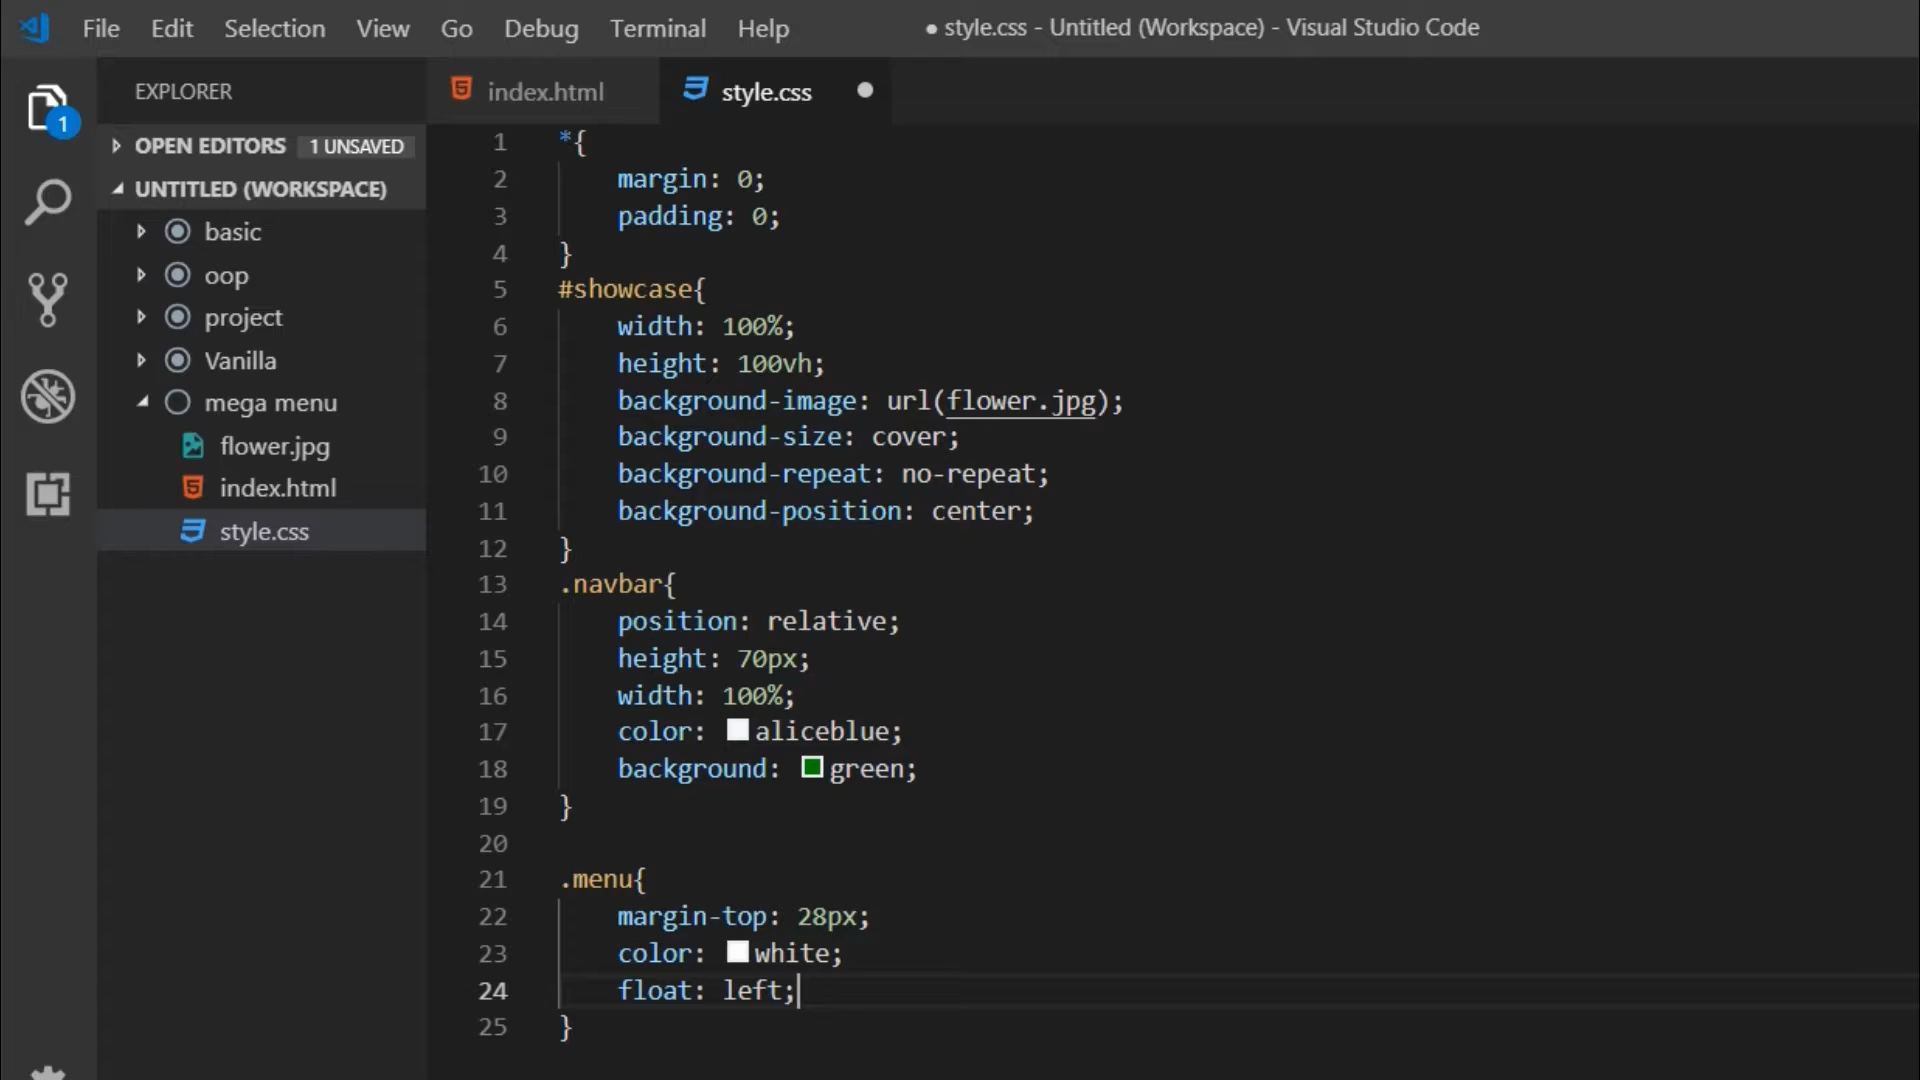 File Edit Selection View Go Debug Terminal Help
● style.css - Untitled (Workspace) - Visual Studio Code
1
EXPLORER
OPEN EDITORS 1 UNSAVED
UNTITLED (WORKSPACE)
basic
oop
project
Vanilla
mega menu
flower.jpg
index.html
style.css
index.html style.css
1 *{
2 margin: 0;
3 padding: 0;
4 }
5 #showcase{
6 width: 100%;
7 height: 100vh;
8 background-image: url(flower.jpg);
9 background-size: cover;
10 background-repeat: no-repeat;
11 background-position: center;
12 }
13 .navbar{
14 position: relative;
15 height: 70px;
16 width: 100%;
17 color: aliceblue;
18 background: green;
19 }
20
21 .menu{
22 margin-top: 28px;
23 color: white;
24 float: left;
25 }